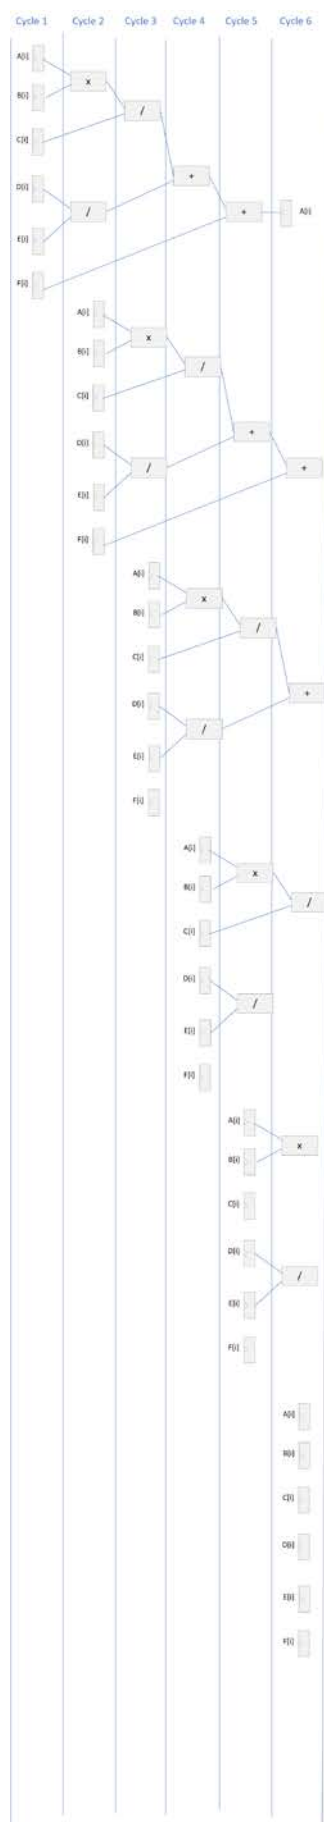 Cycle 1 Cycle 2 Cycle 3 Cycle 4 Cycle 5 Cycle 6
A[i]
x
B[i]
/
C[i]
+
D[i]
/
+
A[i]
E[i]
F[i]
A[i]
x
B[i]
/
C[i]
+
D[i]
/
+
E[i]
F[i]
A[i]
x
B[i]
/
C[i]
+
D[i]
/
E[i]
F[i]
A[i]
x
B[i]
/
C[i]
D[i]
/
E[i]
F[i]
A[i]
x
B[i]
C[i]
D[i]
/
E[i]
F[i]
A[i]
B[i]
C[i]
D[i]
E[i]
F[i]